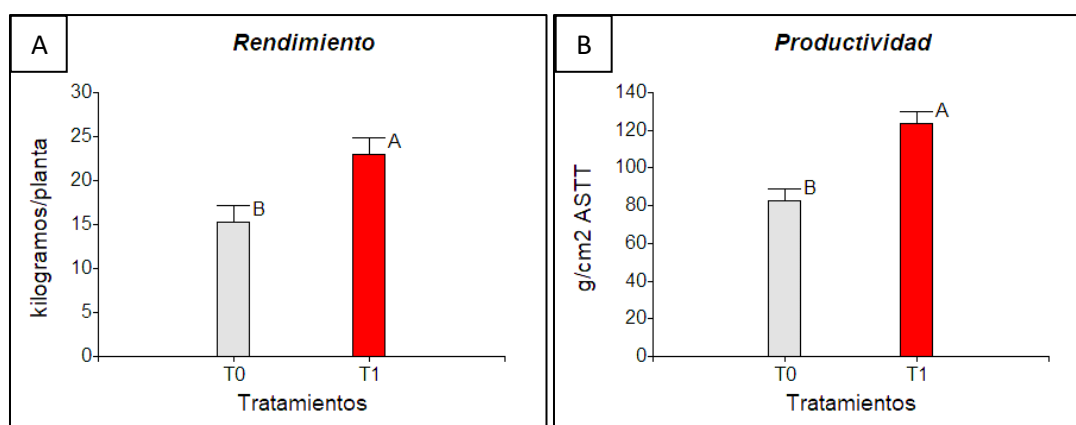 A
Rendimiento
30
25
20
15
10
5
0
kilogramos/planta
B
A
T0 T1
Tratamientos
B
Productividad
140
120
100
80
60
40
20
0
g/cm2 ASTT
B
A
T0 T1
Tratamientos